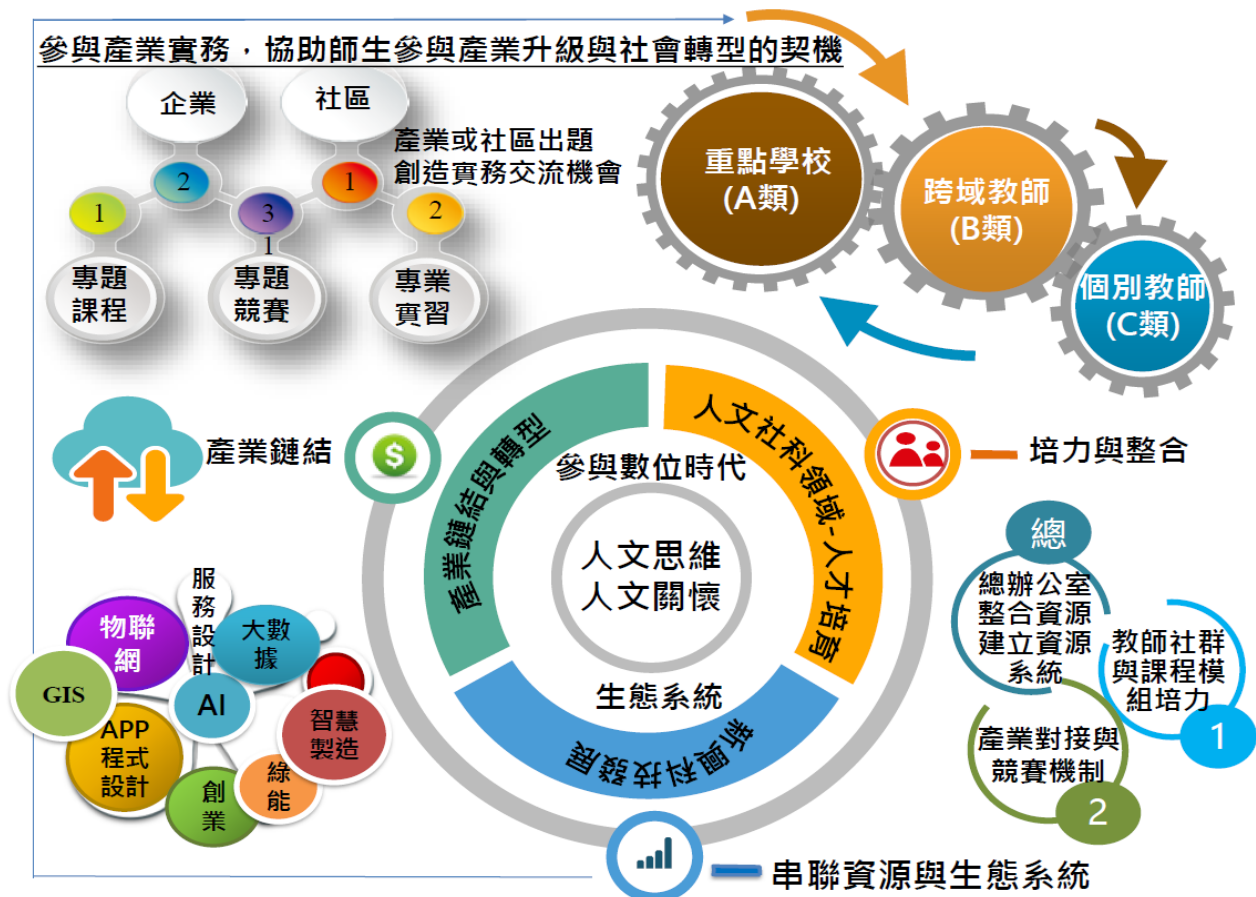 參與產業實務，協助師生參與產業升級與社會轉型的契機
企業
社區
產業或社區出題
創造實務交流機會
1
2
3
1
1
2
專題
課程
專題
競賽
專業
實習
重點學校
(A類)
跨域教師
(B類)
個別教師
(C類)
產業鏈結
$
產業鏈結與轉型
人文社科領域-人才培育
新興科技發展
參與數位時代
人文思維
人文關懷
生態系統
培力與整合
服務設計
物聯
網
大數
據
GIS
AI
APP
程式
設計
智慧
製造
綠
能
創
業
總
總辦公室
整合資源
建立資源
系統
教師社群
與課程模
組培力
1
產業對接與
競賽機制
2
串聯資源與生態系統